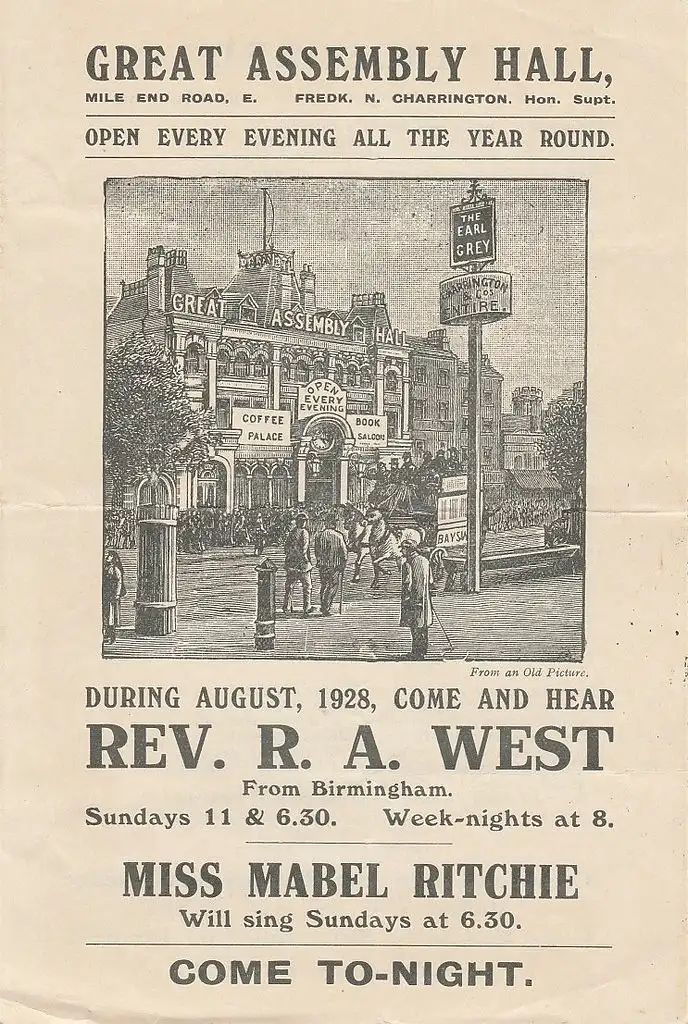 GREAT ASSEMBLY HALL,
MILE END ROAD, E. FREDK. N. CHARRINGTON. Hon. Supt.
OPEN EVERY EVENING ALL THE YEAR ROUND.
THE
EARL
GREY
CHARRINGTON
& Cos
NTIRE
GREAT ASSEMBLY HALL
OPEN
EVERY
EVENING
COFFEE
PALACE
BOOK
SALOON
BAYSW
From an Old Picture.
DURING AUGUST, 1928, COME AND HEAR
REV. R. A. WEST
From Birmingham.
Sundays 11 & 6.30. Week-nights at 8.
MISS MABEL RITCHIE
Will sing Sundays at 6.30.
COME TO-NIGHT.